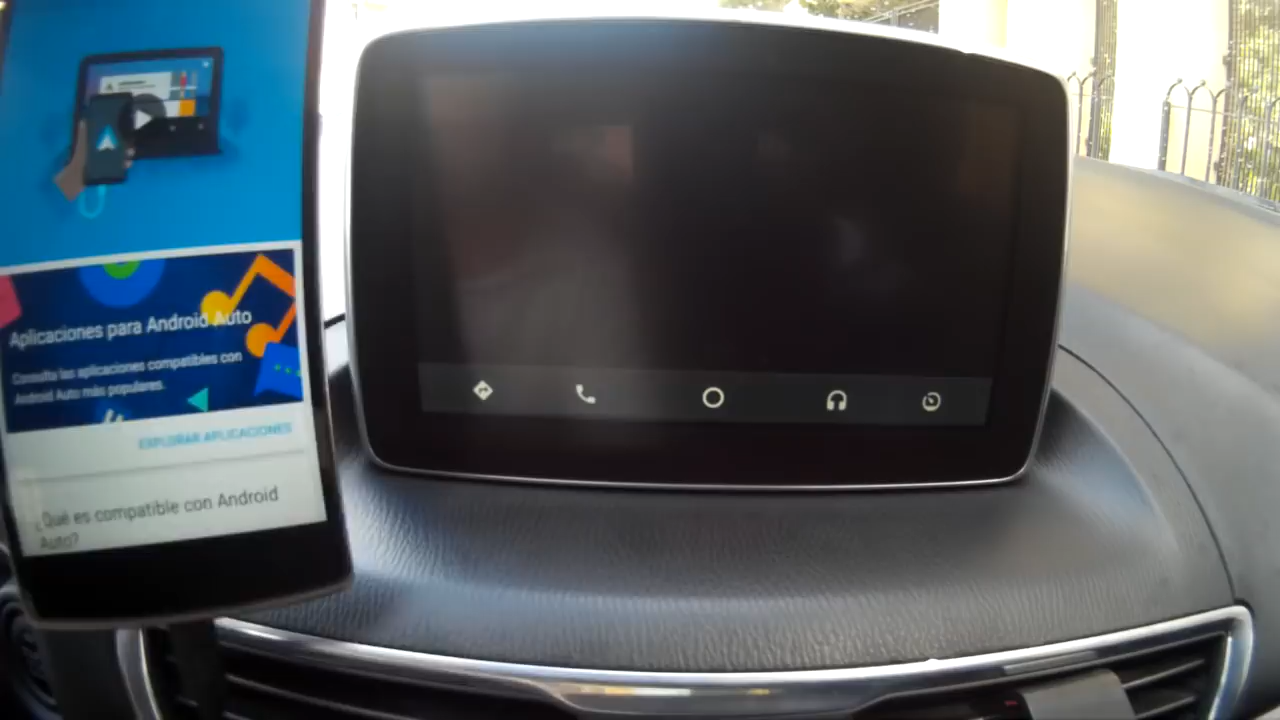 Aplicaciones para Android Auto
Consulta las aplicaciones compatibles con
Android Auto más populares.
EXPLORAR APLICACIONES
¿Qué es compatible con Android
Auto?